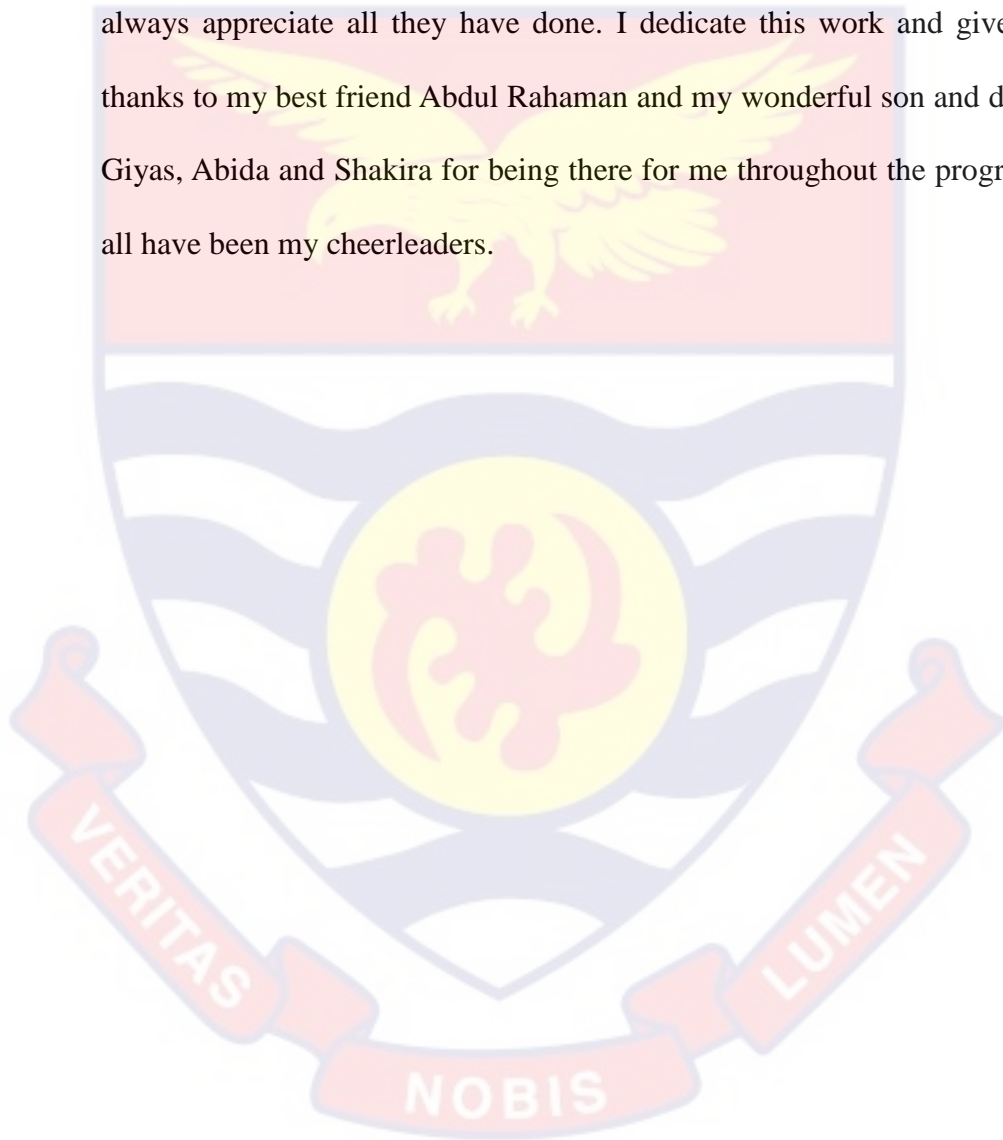 always appreciate all they have done. I dedicate this work and give
thanks to my best friend Abdul Rahaman and my wonderful son and d
Giyas, Abida and Shakira for being there for me throughout the progr
all have been my cheerleaders.
VERITAS
NOBIS
LUMEN